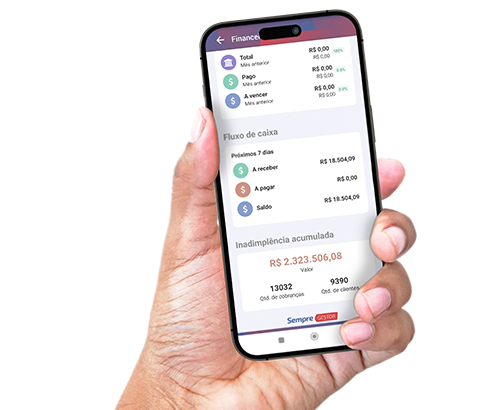 Total R$ 0,00 100%
Mês anterior R$ 0,00
Pago R$ 0,00 0.0%
Mês anterior R$ 0,00
A vencer R$ 0,00 0.0%
Mês anterior R$ 0,00
Fluxo de caixa
Próximos 7 dias
A receber R$ 18.504,09
A pagar R$ 0,00
Saldo R$ 18.504,09
Inadimplência acumulada
R$ 2.323.506,08
Valor
13032 9390
Qtd. de cobranças Qtd. de clientes
Sempre GESTOR